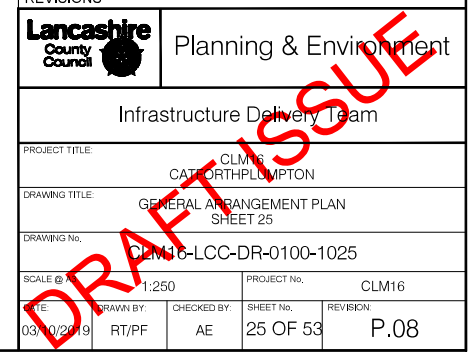 REVISIONS
Lancashire
County
Council
Planning & Environment
Infrastructure Delivery Team
PROJECT TITLE:
CLM16
CATFORTHPLUMPTON
DRAWING TITLE:
GENERAL ARRANGEMENT PLAN
SHEET 25
DRAWING No.
CLM16-LCC-DR-0100-1025
SCALE @ A3
1:250
PROJECT No.
CLM16
DATE:
03/10/2019
DRAWN BY:
RT/PF
CHECKED BY:
AE
SHEET No.
25 OF 53
REVISION:
P.08
DRAFT ISSUE